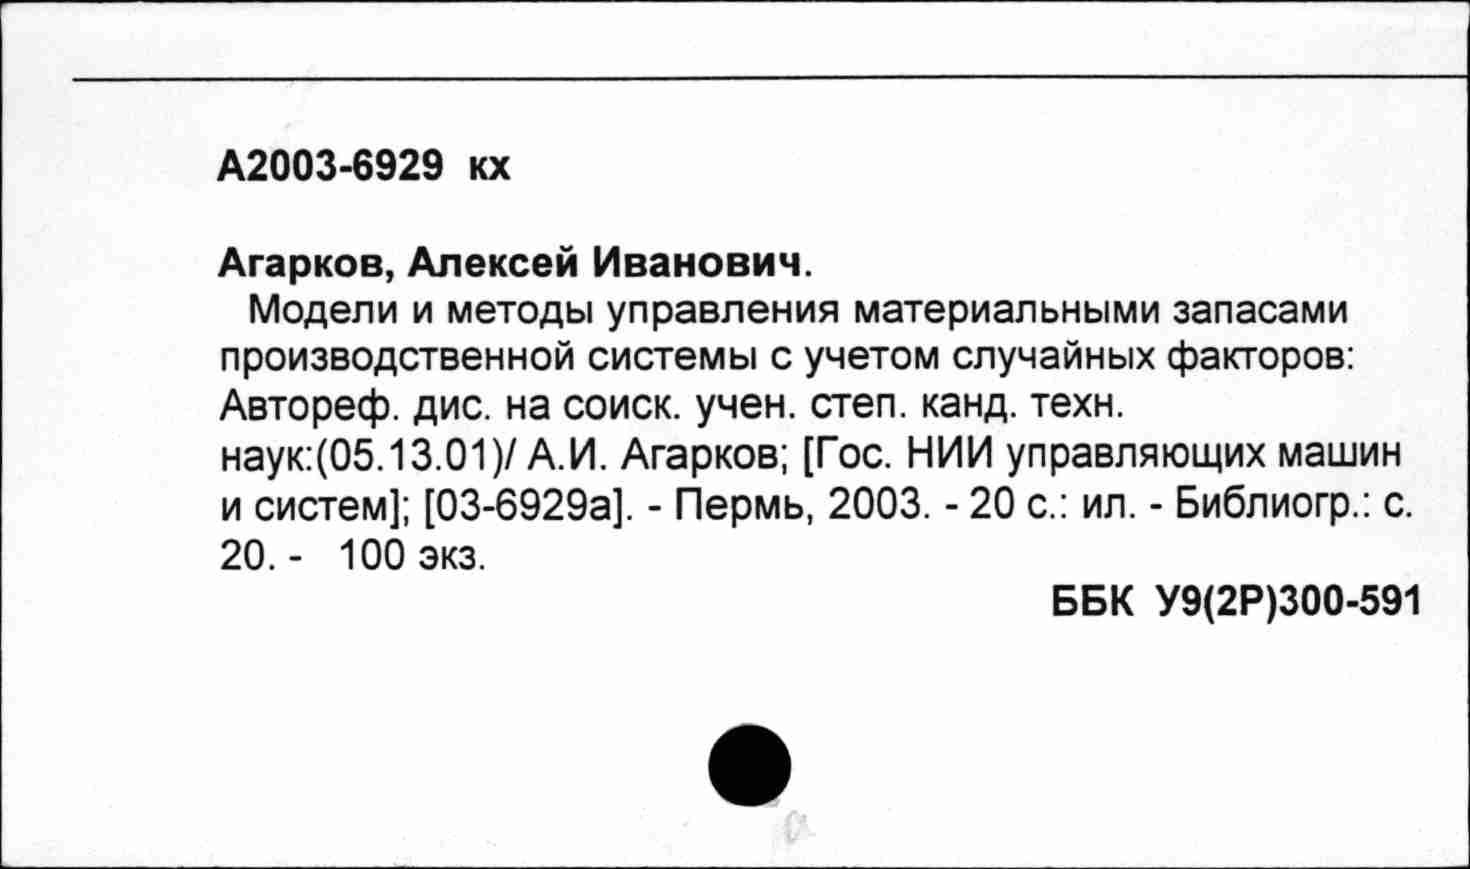 А2003-6929 кх
Агарков, Алексей Иванович.
Модели и методы управления материальными запасами
производственной системы с учетом случайных факторов:
Автореф. дис. на соиск. учен. степ. канд. техн.
наук:(05.13.01)/ А.И. Агарков; [Гос. НИИ управляющих машин
и систем]; [03-6929а]. - Пермь, 2003. - 20 с.: ил. - Библиогр.: с.
20. - 100 экз.
ББК У9(2Р)300-591